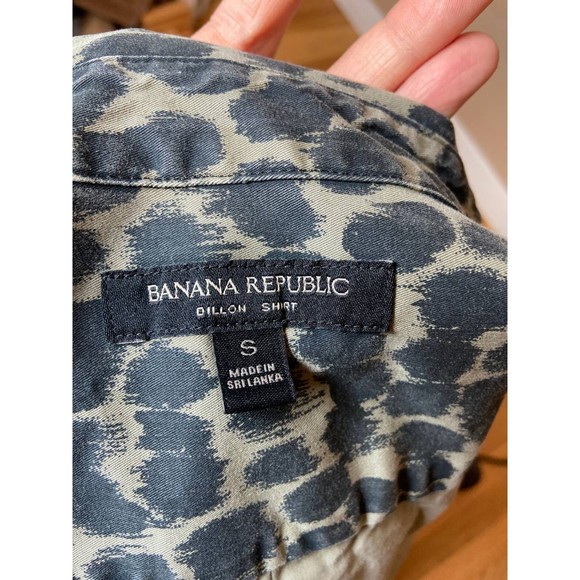 BANANA REPUBLIC
DILLON SHIRT
S
MADE IN
SRI LANKA